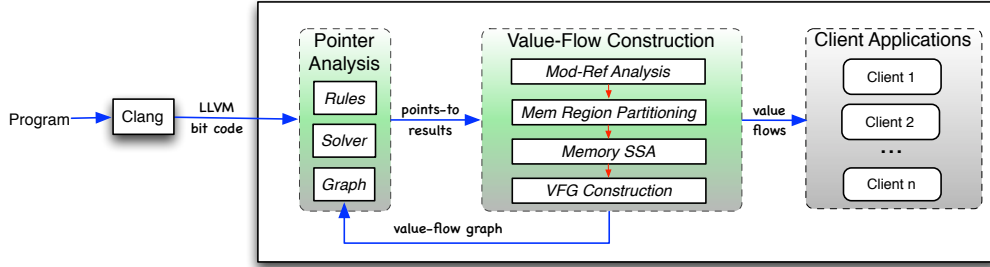 Program
Clang
LLVM
bit code
Pointer
Analysis
Rules
Solver
Graph
points-to
results
Value-Flow Construction
Mod-Ref Analysis
Mem Region Partitioning
Memory SSA
VFG Construction
value-flow graph
value
flows
Client Applications
Client 1
Client 2
...
Client n